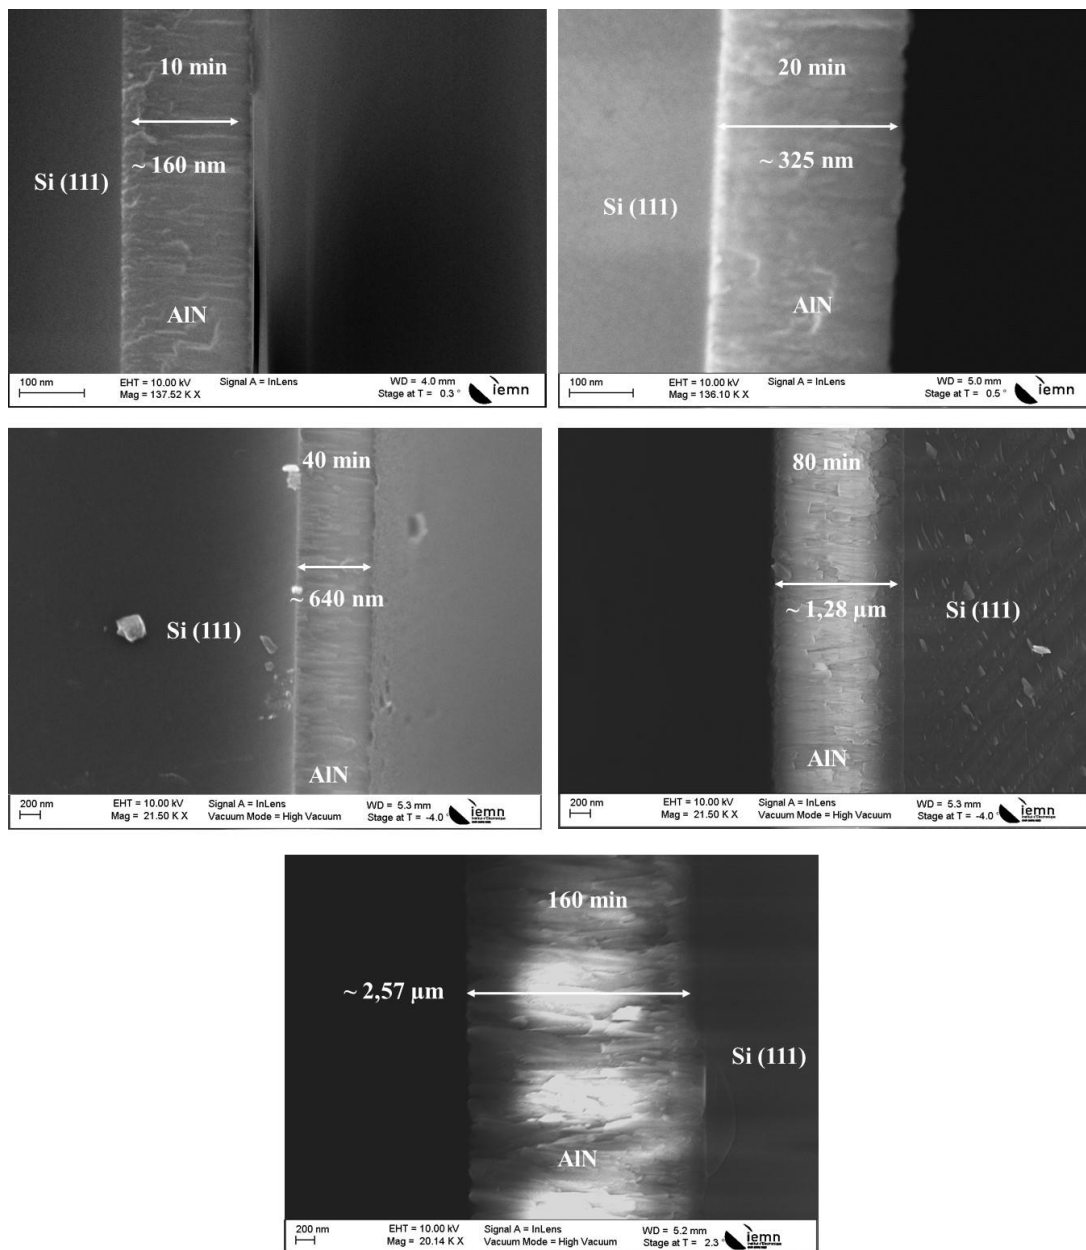 10 min
~ 160 nm
Si (111)
AlN
100 nm
EHT = 10.00 kV
Signal A = InLens
WD = 4.0 mm
Mag = 137.52 K X
Stage at T = 0.3 °
iemn
20 min
~ 325 nm
Si (111)
AlN
100 nm
EHT = 10.00 kV
Signal A = InLens
WD = 5.0 mm
Mag = 136.10 K X
Stage at T = 0.5 °
iemn
40 min
~ 640 nm
Si (111)
AlN
200 nm
EHT = 10.00 kV
Signal A = InLens
WD = 5.3 mm
Mag = 21.50 K X
Vacuum Mode = High Vacuum
Stage at T = -4.0 °
iemn
80 min
~ 1,28 µm
Si (111)
AlN
200 nm
EHT = 10.00 kV
Signal A = InLens
WD = 5.3 mm
Mag = 21.50 K X
Vacuum Mode = High Vacuum
Stage at T = -4.0 °
iemn
160 min
~ 2,57 µm
Si (111)
AlN
200 nm
EHT = 10.00 kV
Signal A = InLens
WD = 5.2 mm
Mag = 20.14 K X
Vacuum Mode = High Vacuum
Stage at T = 2.3 °
iemn